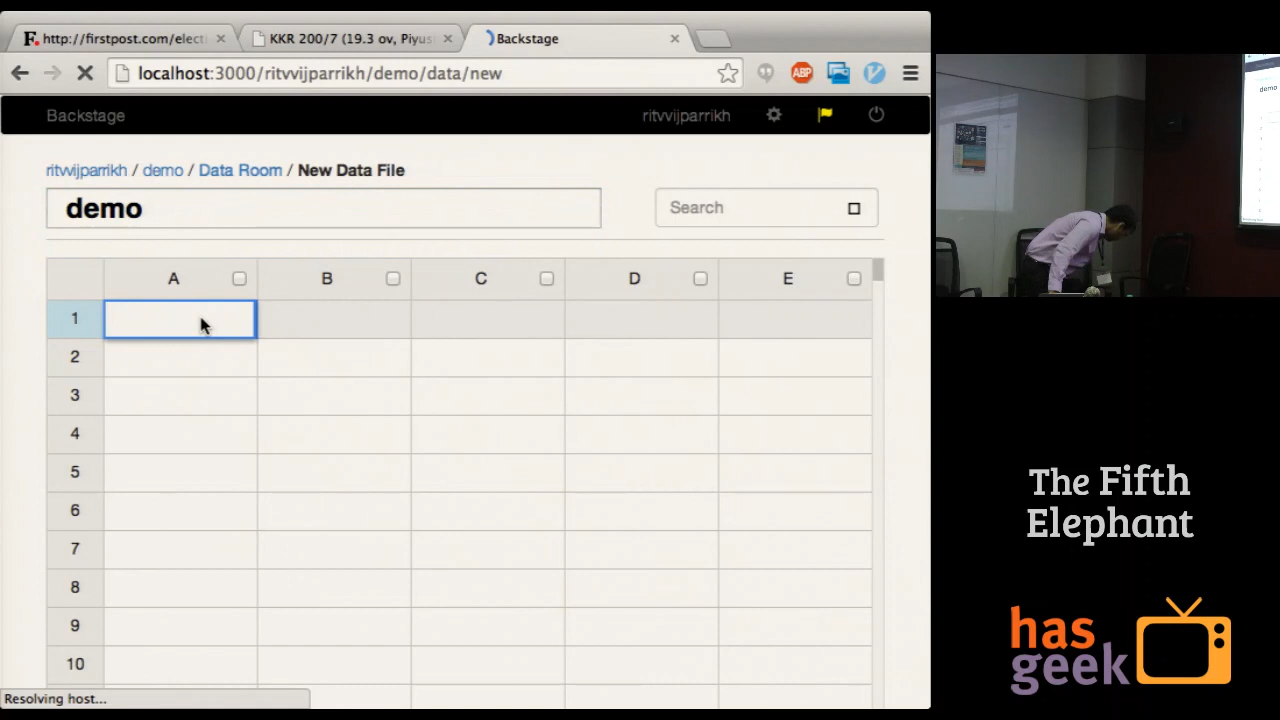 http://firstpost.com/elect
KKR 200/7 (19.3 ov, Piyus
Backstage
localhost:3000/ritvvijparrikh/demo/data/new
ABP
Backstage
ritvvijparrikh
ritvvijparrikh / demo / Data Room / New Data File
demo
Search
A B C D E
1
2
3
4
5
6
7
8
9
10
Resolving host...
demo
The Fifth
Elephant
has
geek